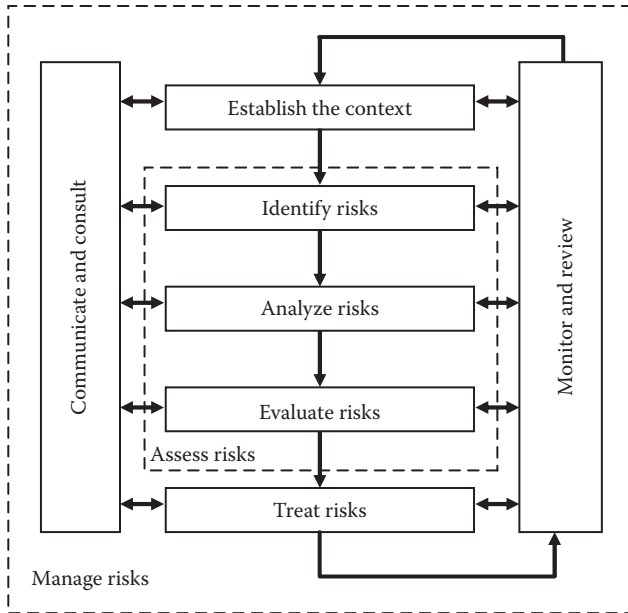 Establish the context
Identify risks
Analyze risks
Evaluate risks
Assess risks
Treat risks
Communicate and consult
Monitor and review
Manage risks